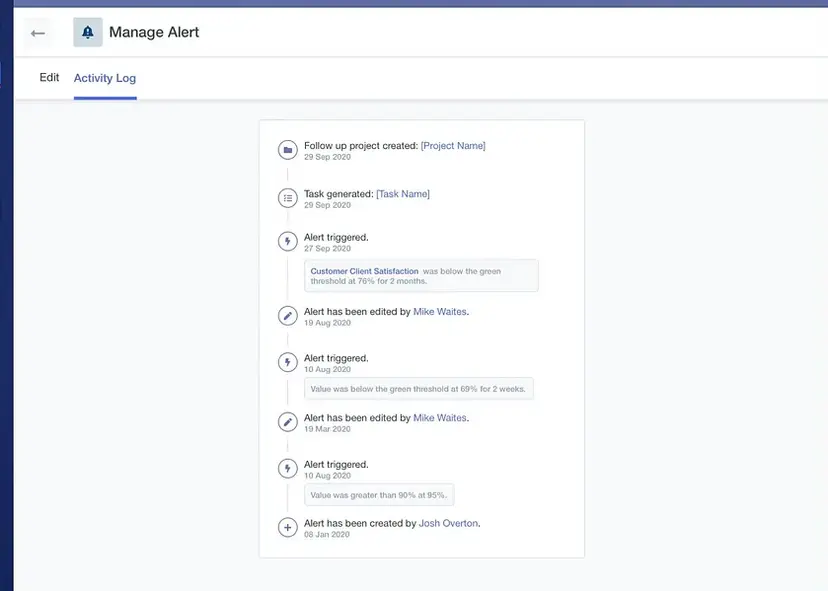 Manage Alert
Edit
Activity Log
Follow up project created: [Project Name]
29 Sep 2020
Task generated: [Task Name]
29 Sep 2020
Alert triggered.
27 Sep 2020
Customer Client Satisfaction was below the green
threshold at 76% for 2 months.
Alert has been edited by Mike Waites.
19 Aug 2020
Alert triggered.
10 Aug 2020
Value was below the green threshold at 69% for 2 weeks.
Alert has been edited by Mike Waites.
19 Mar 2020
Alert triggered.
10 Aug 2020
Value was greater than 90% at 95%.
Alert has been created by Josh Overton.
08 Jan 2020